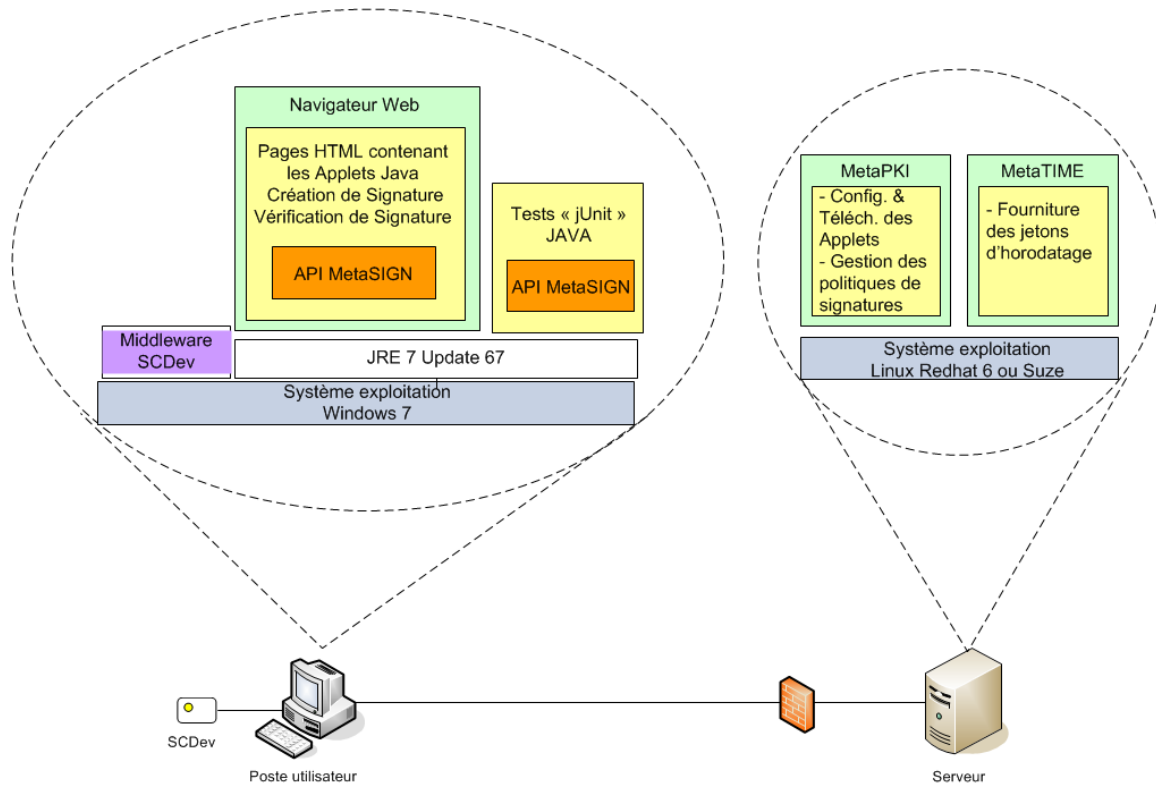 Navigateur Web
Pages HTML contenant
les Applets Java
Création de Signature
Vérification de Signature
API MetaSIGN
Tests « jUnit »
JAVA
API MetaSIGN
Middleware
SCDev
JRE 7 Update 67
Système exploitation
Windows 7
MetaPKI
- Config. &
Téléch. des
Applets
- Gestion des
politiques de
signatures
MetaTIME
- Fourniture
des jetons
d'horodatage
Système exploitation
Linux Redhat 6 ou Suze
SCDev
Poste utilisateur
Serveur